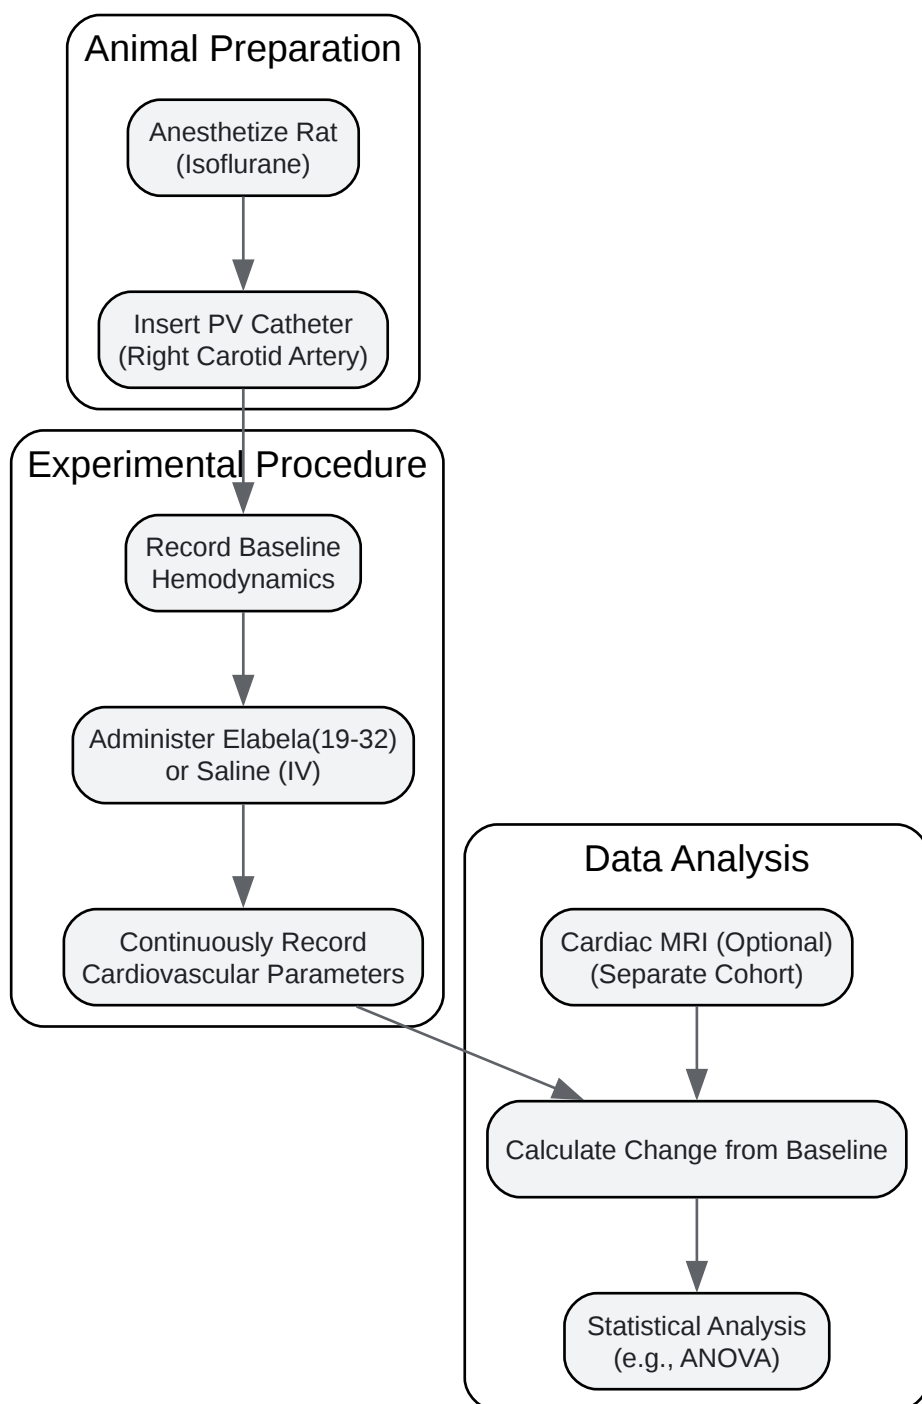 Animal Preparation
Anesthetize Rat
(Isoflurane)
Insert PV Catheter
(Right Carotid Artery)
Experimental Procedure
Record Baseline
Hemodynamics
Administer Elabela(19-32)
or Saline (IV)
Continuously Record
Cardiovascular Parameters
Data Analysis
Cardiac MRI (Optional)
(Separate Cohort)
Calculate Change from Baseline
Statistical Analysis
(e.g., ANOVA)